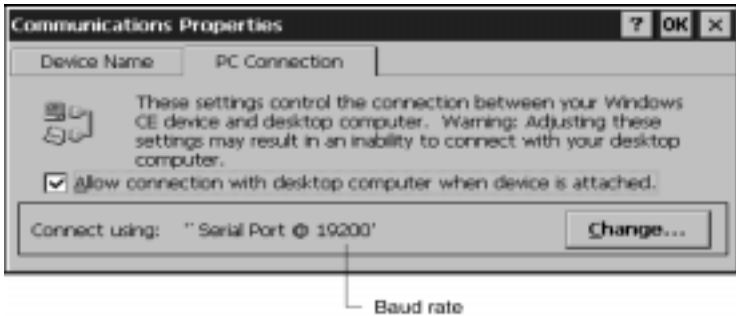 Communications Properties ? OK ×
Device Name PC Connection
These settings control the connection between your Windows
CE device and desktop computer. Warning: Adjusting these
settings may result in an inability to connect with your desktop
computer.
Allow connection with desktop computer when device is attached.
Connect using: `` Serial Port @ 19200' Change...
Baud rate